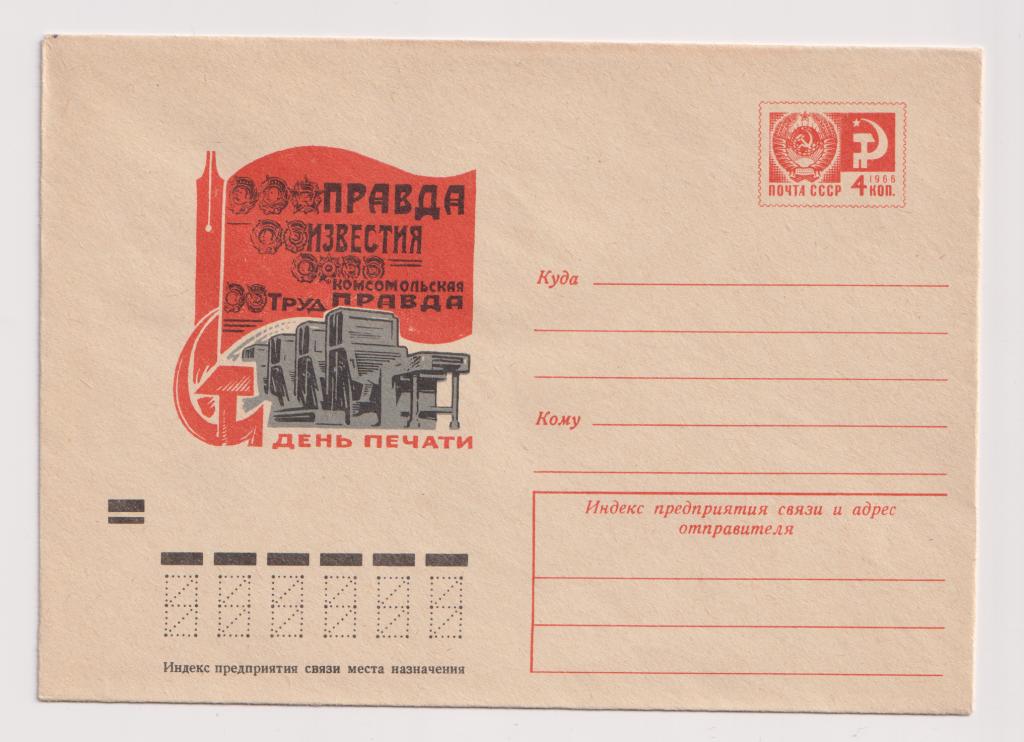 ПРАВДА
ИЗВЕСТИЯ
КОМСОМОЛЬСКАЯ
ТРУД ПРАВДА
ДЕНЬ ПЕЧАТИ
ПОЧТА СССР 4 1966 КОП.
Куда
Кому
Индекс предприятия связи и адрес
отправителя
Индекс предприятия связи места назначения